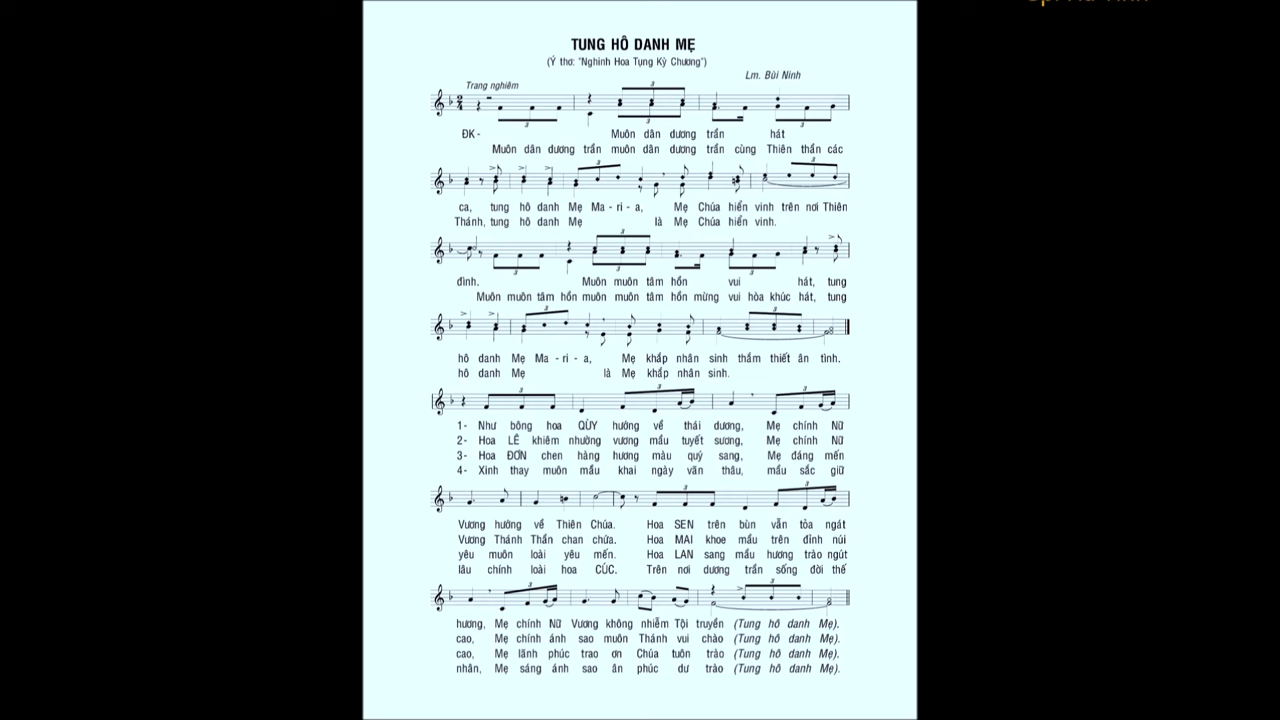 TUNG HÔ DANH MẸ
(Ý thơ: "Nghinh Hoa Tụng Kỳ Chương")
Lm. Bùi Ninh
Trang nghiêm
ĐK- Muôn dân dương trần hát
Muôn dân dương trần muôn dân dương trần cùng Thiên thần các
ca, tung hô danh Mẹ Ma - ri - a, Mẹ Chúa hiển vinh trên nơi Thiên
Thánh, tung hô danh Mẹ là Mẹ Chúa hiển vinh.
đình. Muôn muôn tâm hồn vui hát, tung
Muôn muôn tâm hồn muôn muôn tâm hồn mừng vui hòa khúc hát, tung
hô danh Mẹ Ma - ri - a, Mẹ khắp nhân sinh thắm thiết ân tình.
hô danh Mẹ là Mẹ khắp nhân sinh.
1- Như bông hoa QÙY hướng về thái dương, Mẹ chính Nữ
2- Hoa LÊ khiêm nhường vương mầu tuyết sương, Mẹ chính Nữ
3- Hoa ĐƠN chen hàng hương màu quý sang, Mẹ đáng mến
4- Xinh thay muôn mầu khai ngày vãn thâu, mầu sắc giữ
Vương hướng về Thiên Chúa. Hoa SEN trên bùn vẫn tỏa ngát
Vương Thánh Thần chan chứa. Hoa MAI khoe mầu trên đỉnh núi
yêu muôn loài yêu mến. Hoa LAN sang mầu hương trào ngút
lâu chính loài hoa CÚC. Trên nơi dương trần sống đời thế
hương, Mẹ chính Nữ Vương không nhiễm Tội truyền (Tung hô danh Mẹ).
cao, Mẹ chính ánh sao muôn Thánh vui chào (Tung hô danh Mẹ).
cao, Mẹ lãnh phúc trao ơn Chúa tuôn trào (Tung hô danh Mẹ).
nhân, Mẹ sáng ánh sao ân phúc dư trào (Tung hô danh Mẹ).